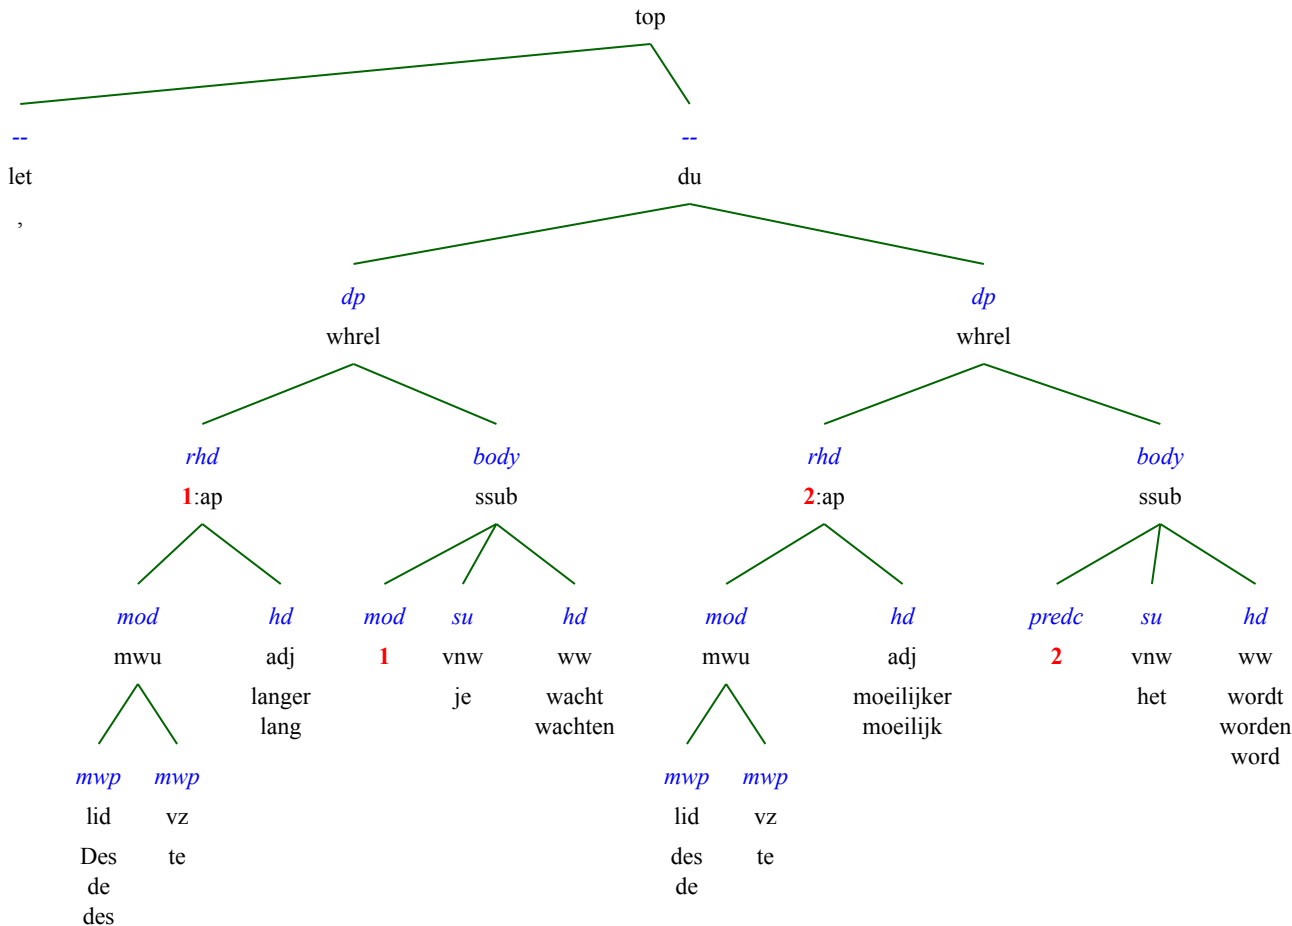 top
-- --
let du
,
dp dp
whrel whrel
rhd body rhd body
1:ap ssub 2:ap ssub
mod hd mod su hd mod hd predc su hd
mwu adj 1 vnw ww mwu adj 2 vnw ww
langer je wacht moeilijker het wordt
lang wachten moeilijk worden
word
mwp mwp mwp mwp
lid vz lid vz
Des te des te
de de
des